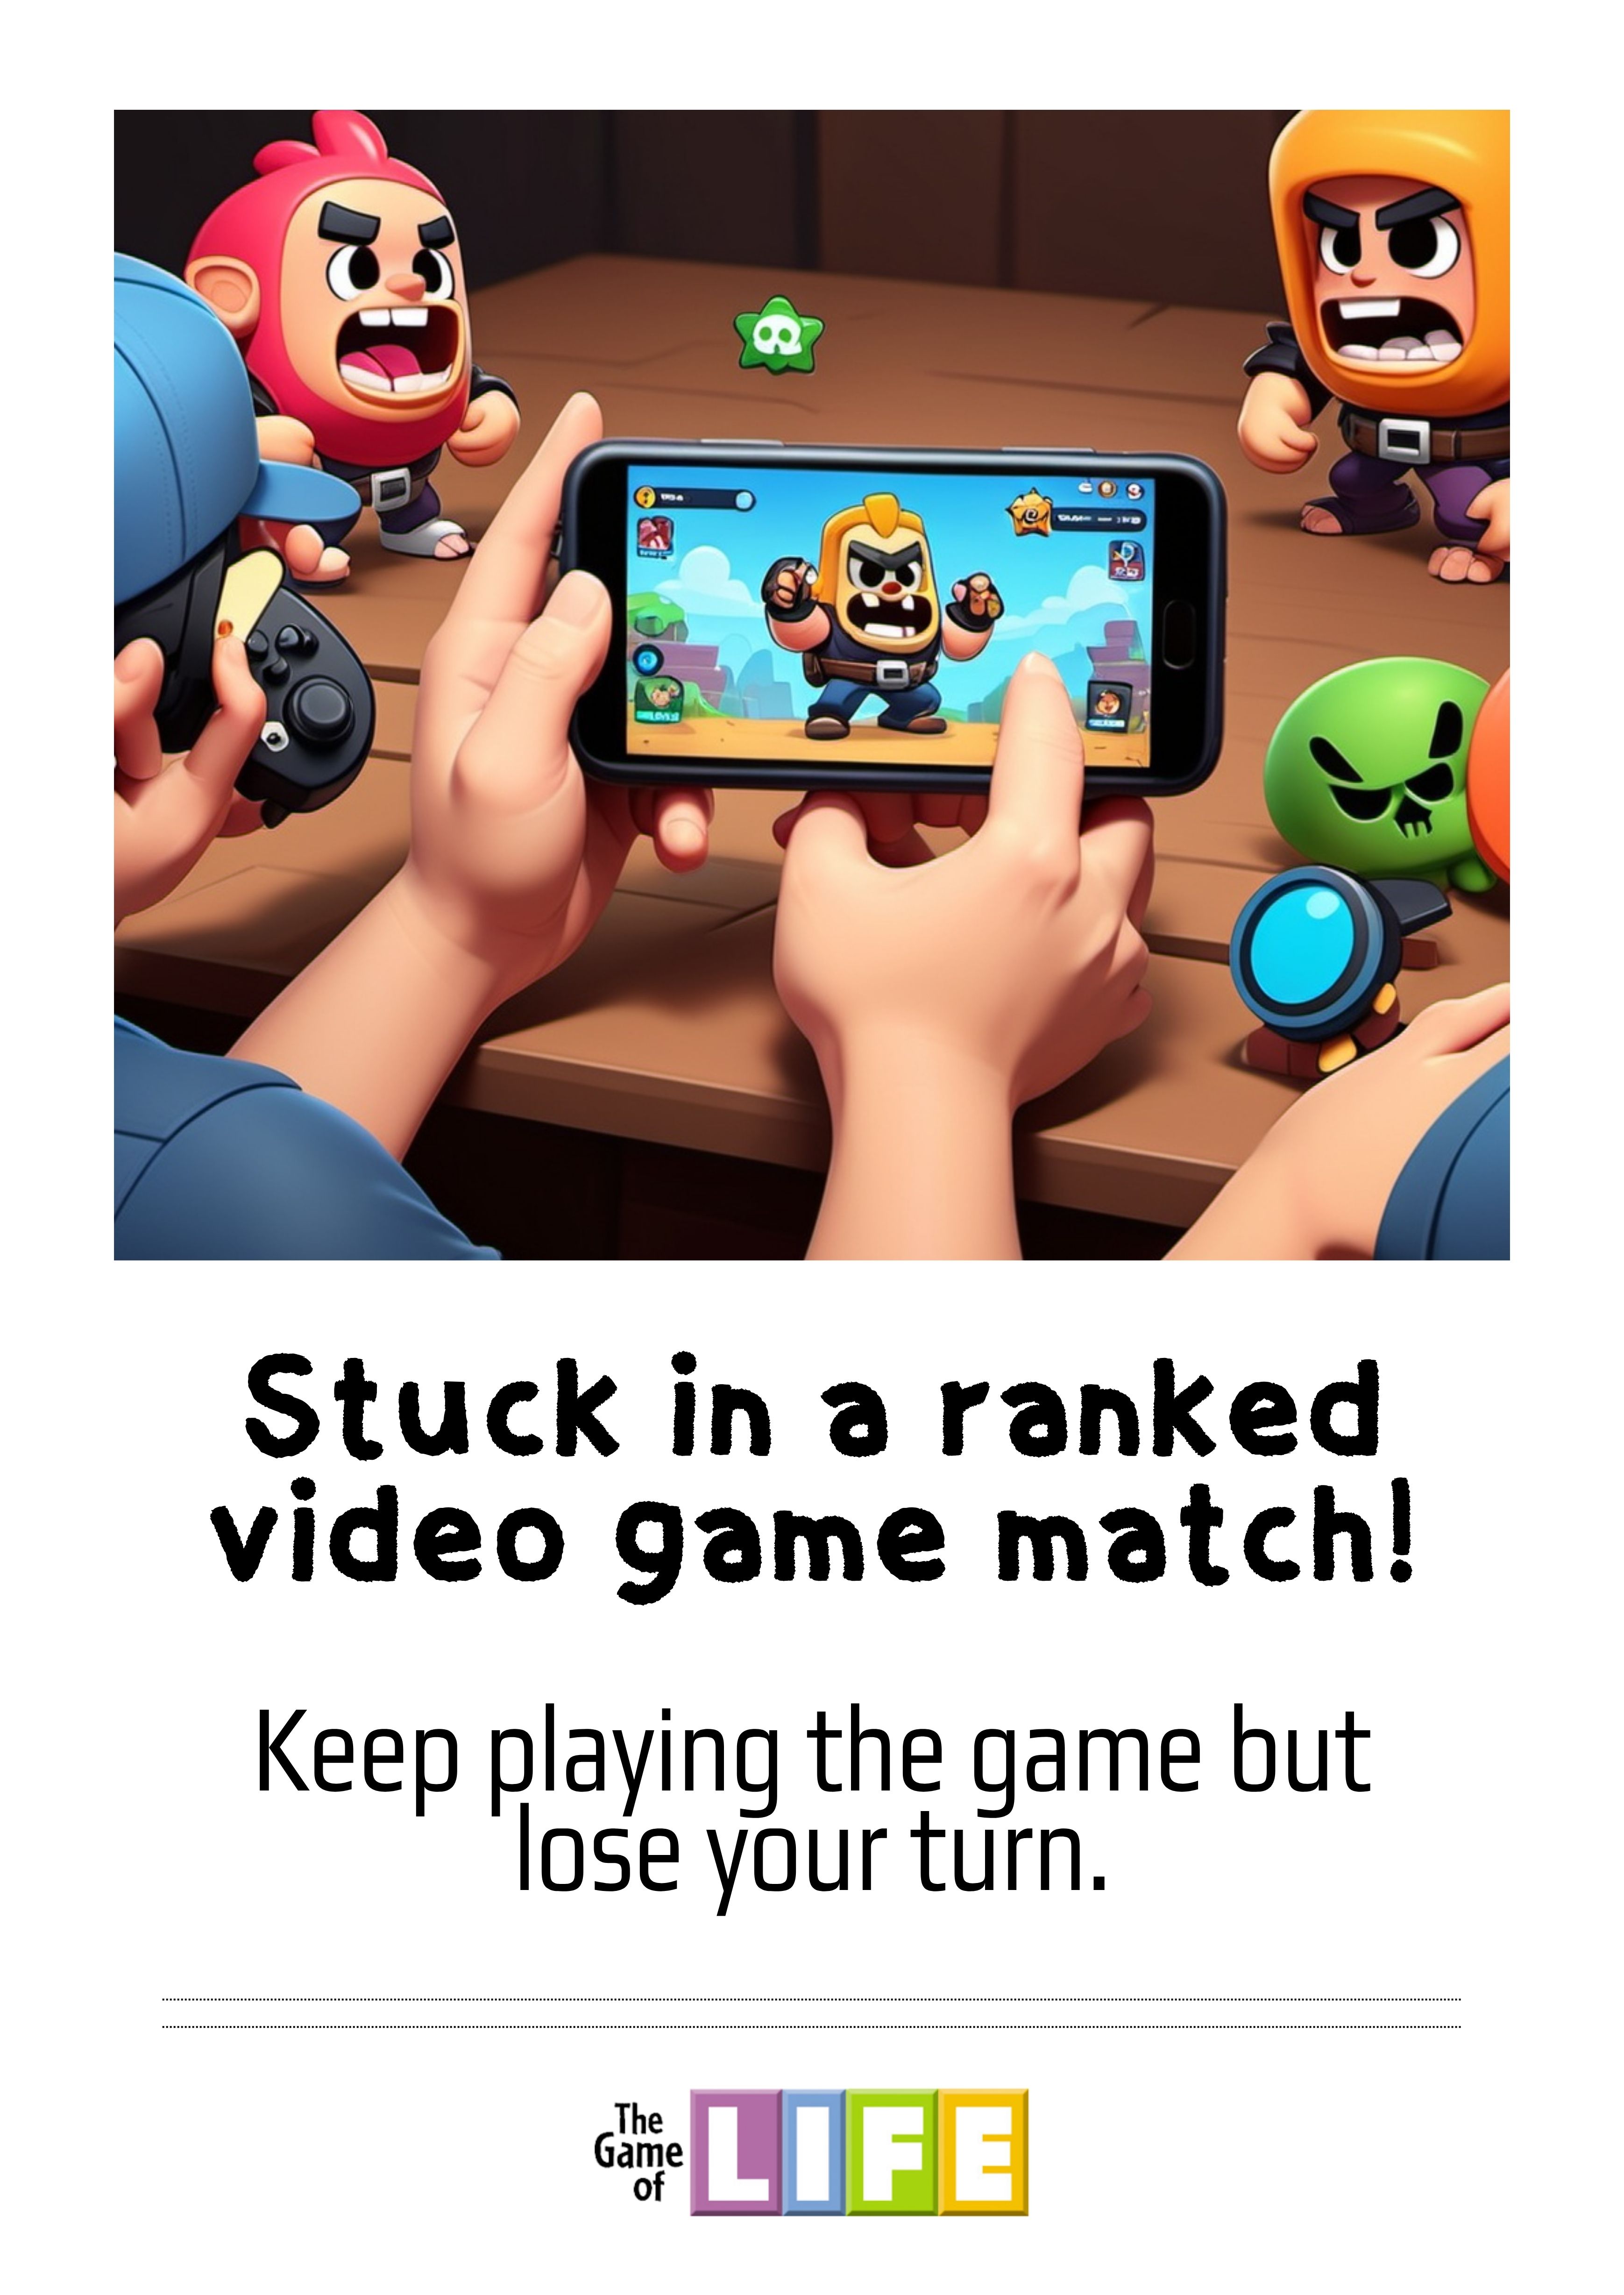 Stuck in a ranked
video game match!
Keep playing the game but
lose your turn.
The
Game
of
LIFE